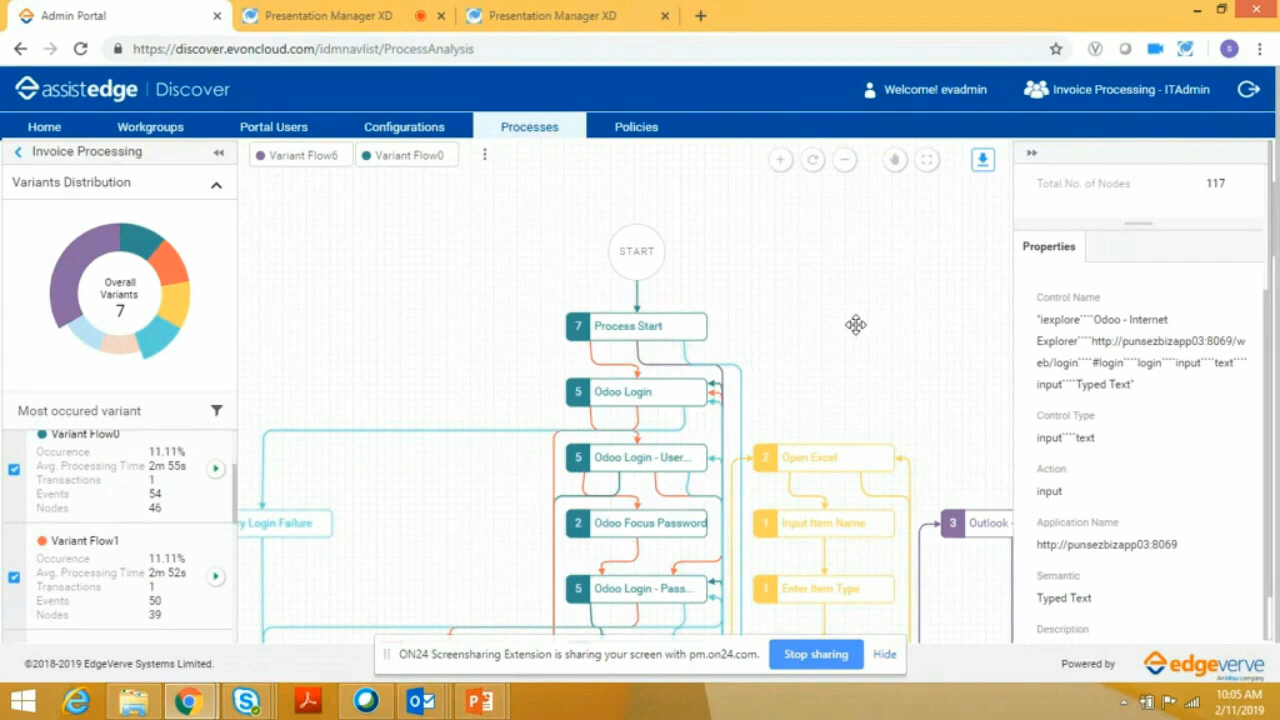 Admin Portal
Presentation Manager XD
Presentation Manager XD
https://discover.evoncloud.com/idmnavlist/ProcessAnalysis
S
assistedge | Discover
Welcome! evadmin
Invoice Processing - ITAdmin
Home
Workgroups
Portal Users
Configurations
Processes
Policies
Invoice Processing
Variant Flow6
Variant Flow0
Variants Distribution
Overall
Variants
7
Most occured variant
Variant Flow0
Occurence 11.11%
Avg. Processing Time 2m 55s
Transactions 1
Events 54
Nodes 46
Variant Flow1
Occurence 11.11%
Avg. Processing Time 2m 52s
Transactions 1
Events 50
Nodes 39
START
7 Process Start
5 Odoo Login
5 Odoo Login - User...
2 Open Excel
y Login Failure
2 Odoo Focus Password
1 Input Item Name
3 Outlook -
5 Odoo Login - Pass...
1 Enter Item Type
Total No. of Nodes 117
Properties
Control Name
"iexplore````Odoo - Internet
Explorer````http://punsezbizapp03:8069/w
eb/login````#login````login````input````text````
input````Typed Text"
Control Type
input````text
Action
input
Application Name
http://punsezbizapp03:8069
Semantic
Typed Text
Description
ON24 Screensharing Extension is sharing your screen with pm.on24.com.
Stop sharing
Hide
©2018-2019 EdgeVerve Systems Limited.
Powered by
edgeverve
An Infosys company
10:05 AM
2/11/2019